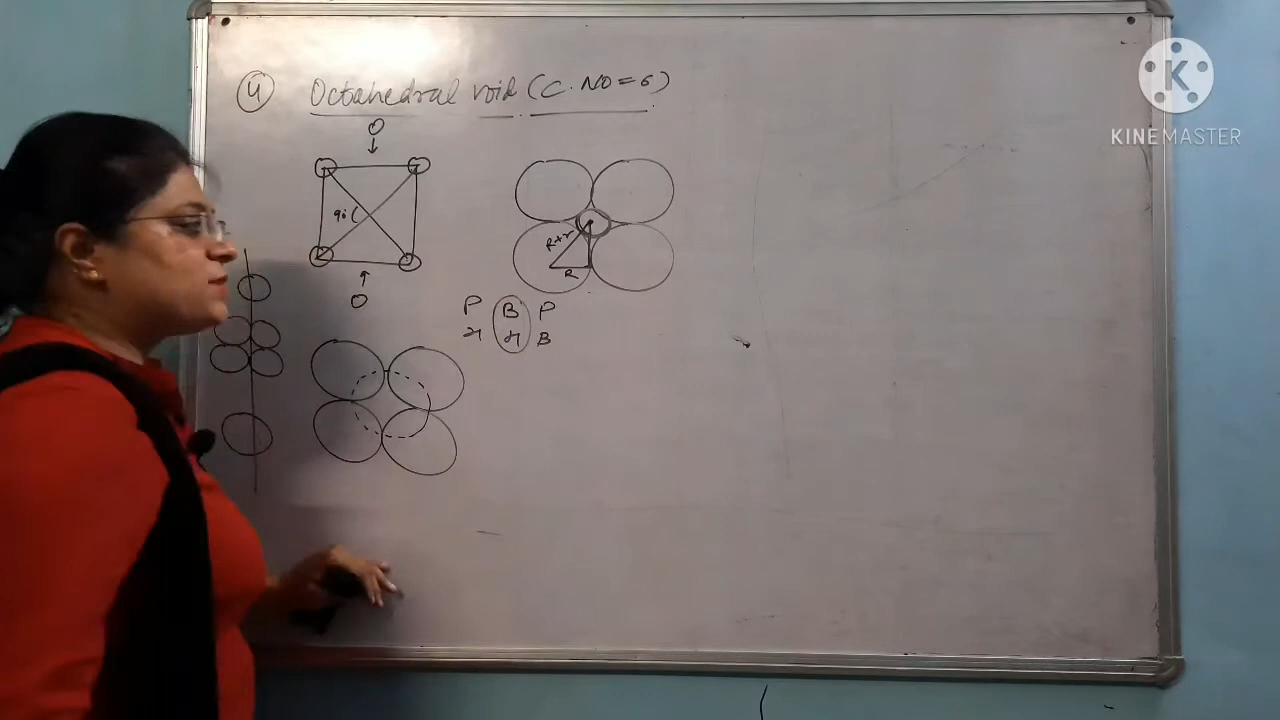 4 Octahedral void (C. NO = 6)
90
R+r
R
P B P
B
K
KINEMASTER